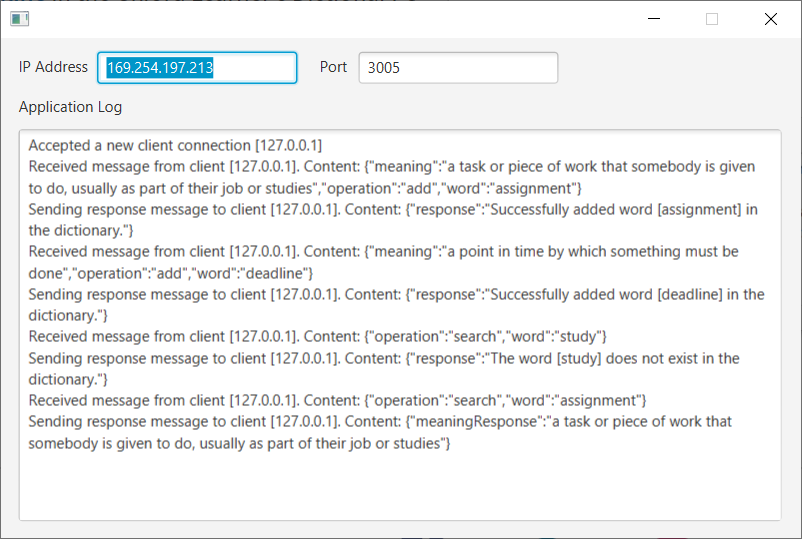 IP Address 169.254.197.213 Port 3005
Application Log
Accepted a new client connection [127.0.0.1]
Received message from client [127.0.0.1]. Content: {"meaning":"a task or piece of work that somebody is given
to do, usually as part of their job or studies","operation":"add","word":"assignment"}
Sending response message to client [127.0.0.1]. Content: {"response":"Successfully added word [assignment] in
the dictionary."}
Received message from client [127.0.0.1]. Content: {"meaning":"a point in time by which something must be
done","operation":"add","word":"deadline"}
Sending response message to client [127.0.0.1]. Content: {"response":"Successfully added word [deadline] in the
dictionary."}
Received message from client [127.0.0.1]. Content: {"operation":"search","word":"study"}
Sending response message to client [127.0.0.1]. Content: {"response":"The word [study] does not exist in the
dictionary."}
Received message from client [127.0.0.1]. Content: {"operation":"search","word":"assignment"}
Sending response message to client [127.0.0.1]. Content: {"meaningResponse":"a task or piece of work that
somebody is given to do, usually as part of their job or studies"}